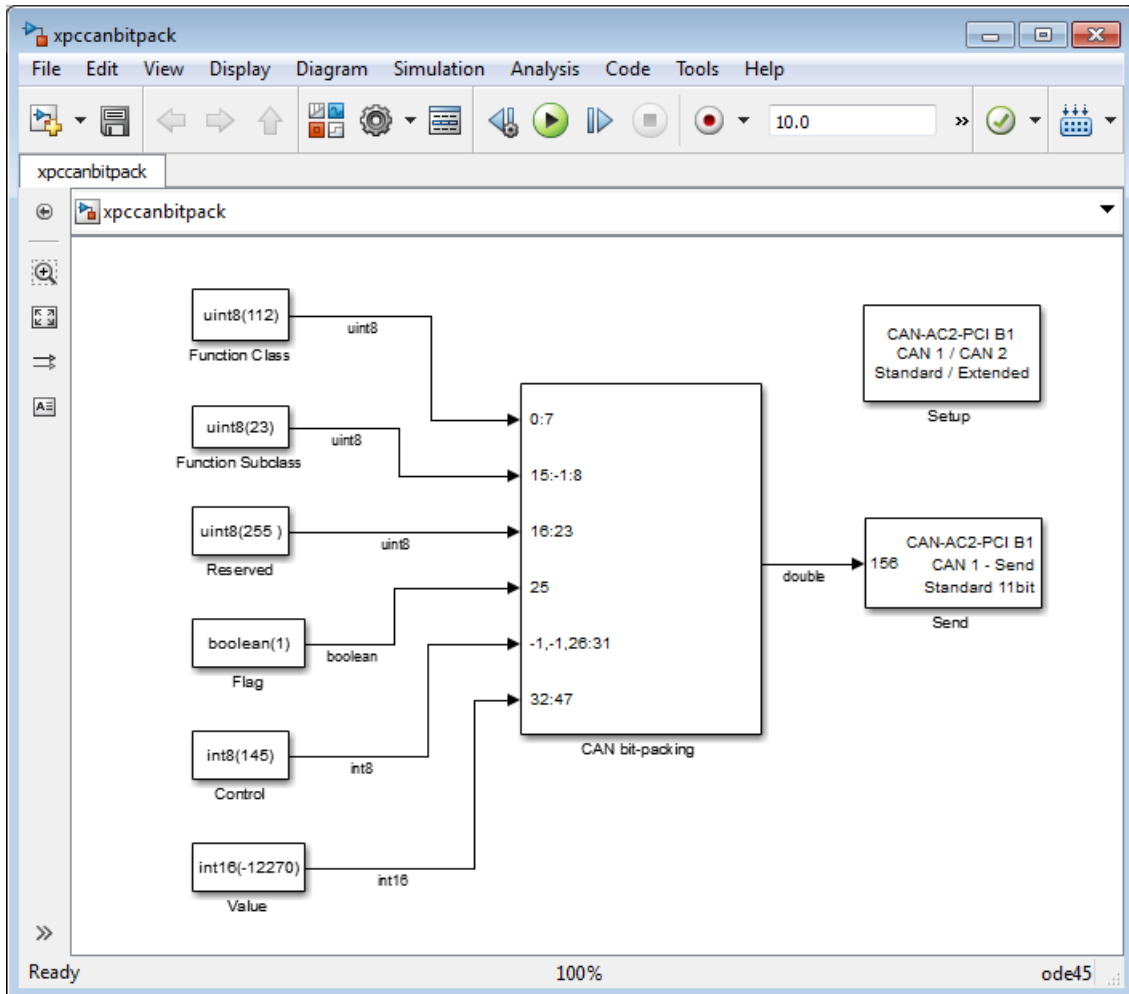 xpccanbitpack
File Edit View Display Diagram Simulation Analysis Code Tools Help
10.0
»
xpccanbitpack
xpccanbitpack
uint8(112)
Function Class
uint8
uint8(23)
Function Subclass
uint8
uint8(255 )
Reserved
uint8
boolean(1)
Flag
boolean
int8(145)
Control
int8
int16(-12270)
Value
int16
0:7
15:-1:8
16:23
25
-1,-1,26:31
32:47
CAN bit-packing
double
CAN-AC2-PCI B1
CAN 1 / CAN 2
Standard / Extended
Setup
156
CAN-AC2-PCI B1
CAN 1 - Send
Standard 11bit
Send
A
»
Ready 100% ode45